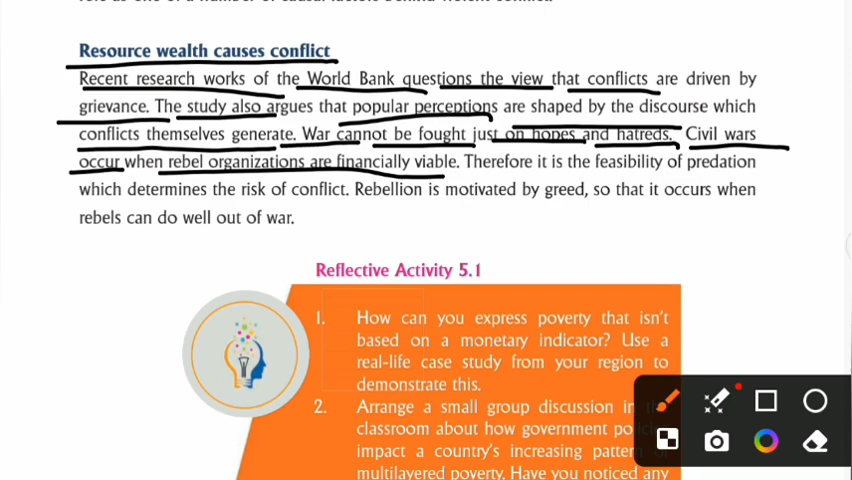 Resource wealth causes conflict
Recent research works of the World Bank questions the view that conflicts are driven by
grievance. The study also argues that popular perceptions are shaped by the discourse which
conflicts themselves generate. War cannot be fought just on hopes and hatreds. Civil wars
occur when rebel organizations are financially viable. Therefore it is the feasibility of predation
which determines the risk of conflict. Rebellion is motivated by greed, so that it occurs when
rebels can do well out of war.
Reflective Activity 5.1
1. How can you express poverty that isn't
based on a monetary indicator? Use a
real-life case study from your region to
demonstrate this.
2. Arrange a small group discussion in
classroom about how government
impact a country's increasing pattern
multilayered poverty. Have you noticed any